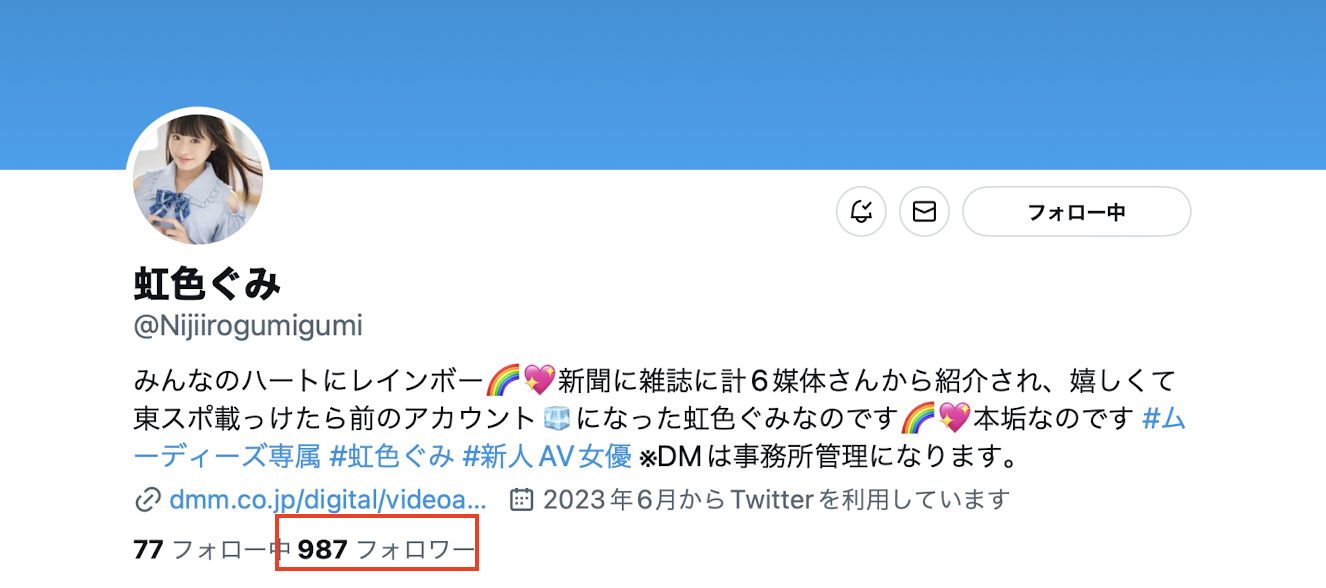 フォロー中
虹色ぐみ
@Nijiirogumigumi
みんなのハートにレインボー🌈💖新聞に雑誌に計6媒体さんから紹介され、嬉しくて
東スポ載っけたら前のアカウント🧊になった虹色ぐみなのです🌈💖本垢なのです #ム
ーディーズ専属 #虹色ぐみ #新人AV女優 ※DMは事務所管理になります。
dmm.co.jp/digital/videoa... 2023年6月からTwitterを利用しています
77 フォロー中 987 フォロワー